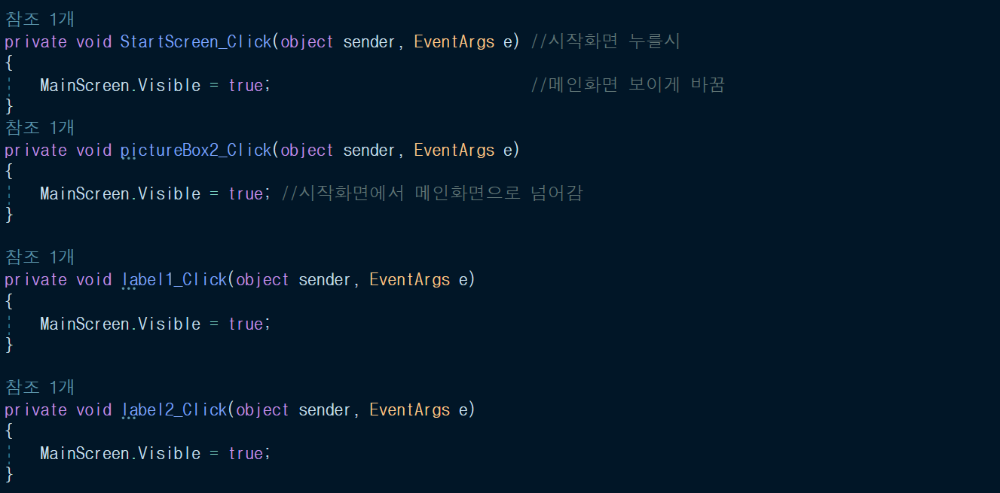 참조 1개
private void StartScreen_Click(object sender, EventArgs e) //시작화면 누를시
{
    MainScreen.Visible = true;                              //메인화면 보이게 바꿈
}
참조 1개
private void pictureBox2_Click(object sender, EventArgs e)
{
    MainScreen.Visible = true; //시작화면에서 메인화면으로 넘어감
}
참조 1개
private void label1_Click(object sender, EventArgs e)
{
    MainScreen.Visible = true;
}
참조 1개
private void label2_Click(object sender, EventArgs e)
{
    MainScreen.Visible = true;
}